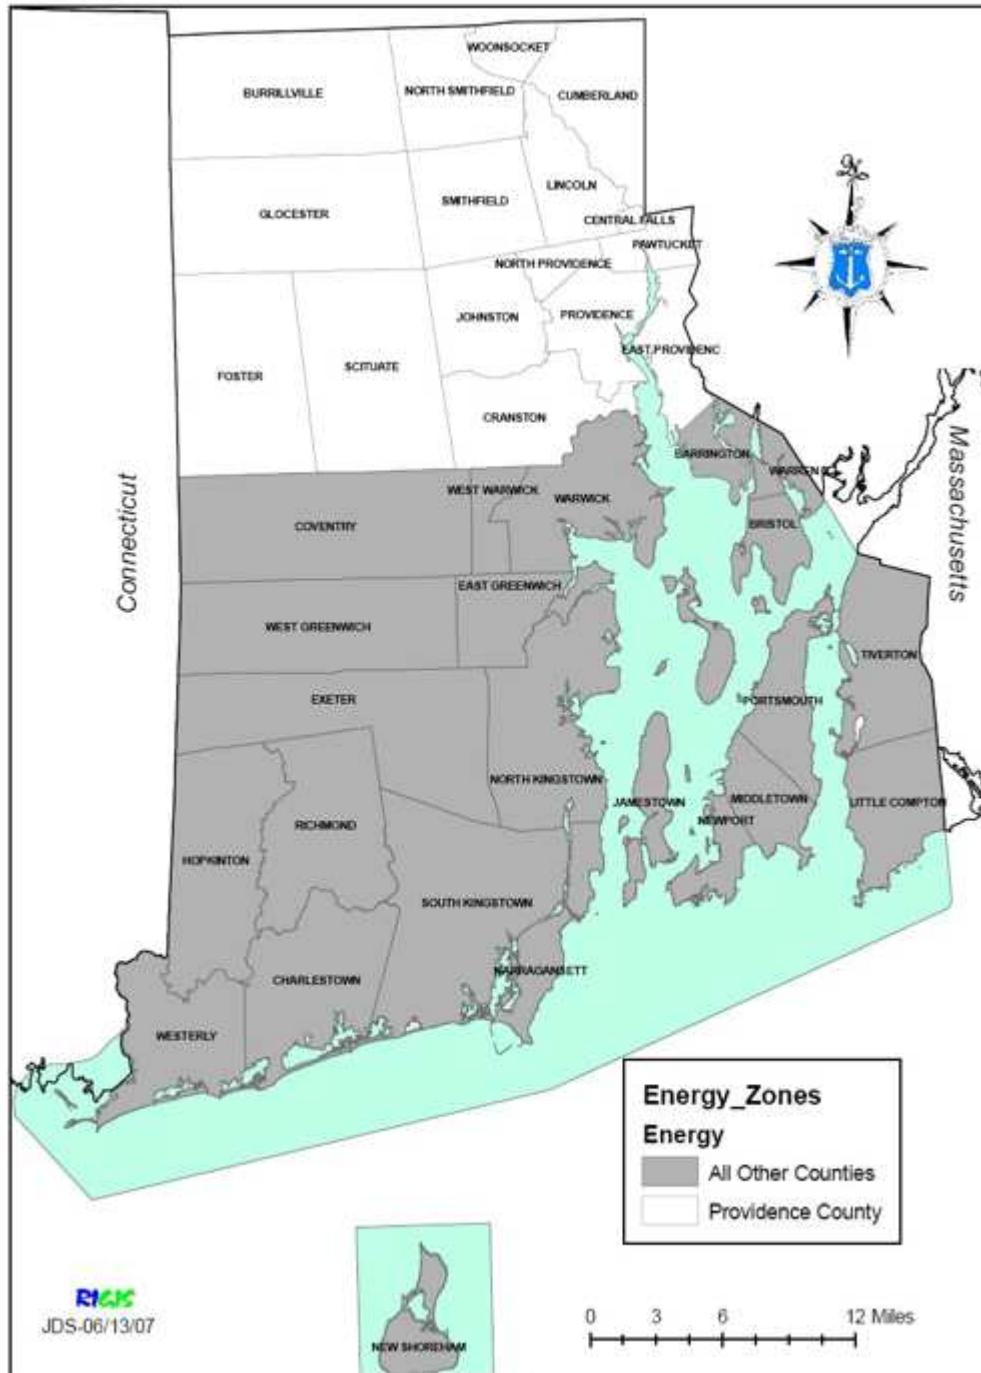 WOONSOCKET
BURRILLVILLE
NORTH SMITHFIELD
CUMBERLAND
LINCOLN
SMITHFIELD
GLOCESTER
CENTRAL FALLS
PAWTUCKET
NORTH PROVIDENCE
JOHNSTON
PROVIDENCE
EAST PROVIDENC
SCITUATE
FOSTER
CRANSTON
BARRINGTON
WARREN
WEST WARWICK
WARWICK
COVENTRY
BRISTOL
Connecticut
Massachusetts
EAST GREENWICH
WEST GREENWICH
TIVERTON
EXETER
PORTSMOUTH
NORTH KINGSTOWN
JAMESTOWN
MIDDLETOWN
LITTLE COMPTON
NEWPORT
RICHMOND
HOPKINTON
SOUTH KINGSTOWN
NARRAGANSETT
CHARLESTOWN
WESTERLY
Energy_Zones
Energy
All Other Counties
Providence County
RIGIS
JDS-06/13/07
NEW SHOREHAM
0 3 6 12 Miles
N